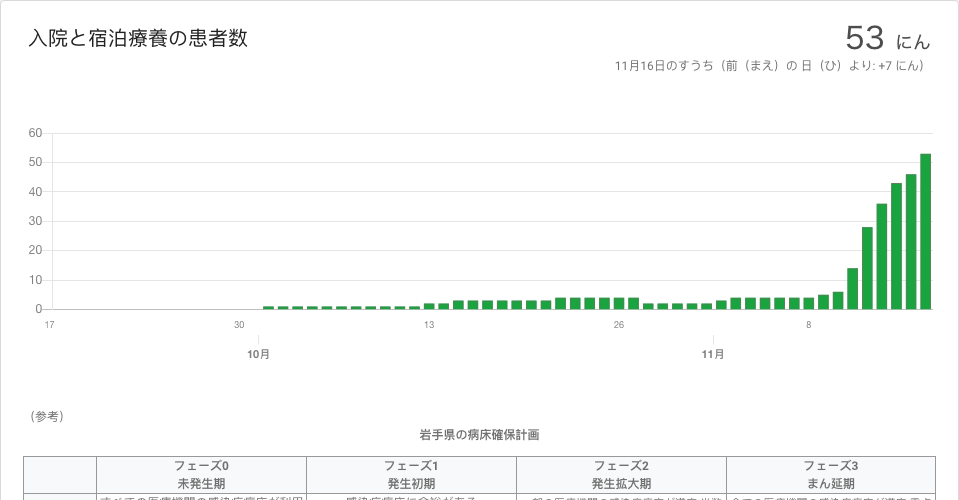 入院と宿泊療養の患者数
53 にん
11月16日のすうち（前（まえ）の 日（ひ）より: +7 にん）
60
50
40
30
20
10
0
17 30 13 26 8
10月 11月
（参考）
岩手県の病床確保計画
フェーズ0 フェーズ1 フェーズ2 フェーズ3
未発生期 発生初期 発生拡大期 まん延期